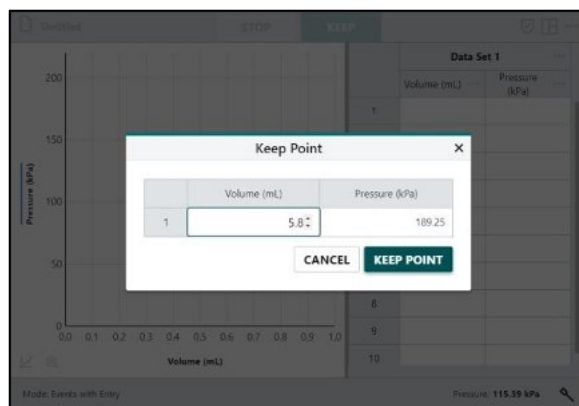 Untitled
STOP
KEEP
Data Set 1
Volume (mL)
Pressure (kPa)
1
200
150
100
50
0
Pressure (kPa)
Keep Point
Volume (mL)
Pressure (kPa)
1
5.8
189.25
CANCEL
KEEP POINT
8
9
10
0.0 0.1 0.2 0.3 0.4 0.5 0.6 0.7 0.8 0.9 1.0
Volume (mL)
Mode: Events with Entry
Pressure: 115.39 kPa